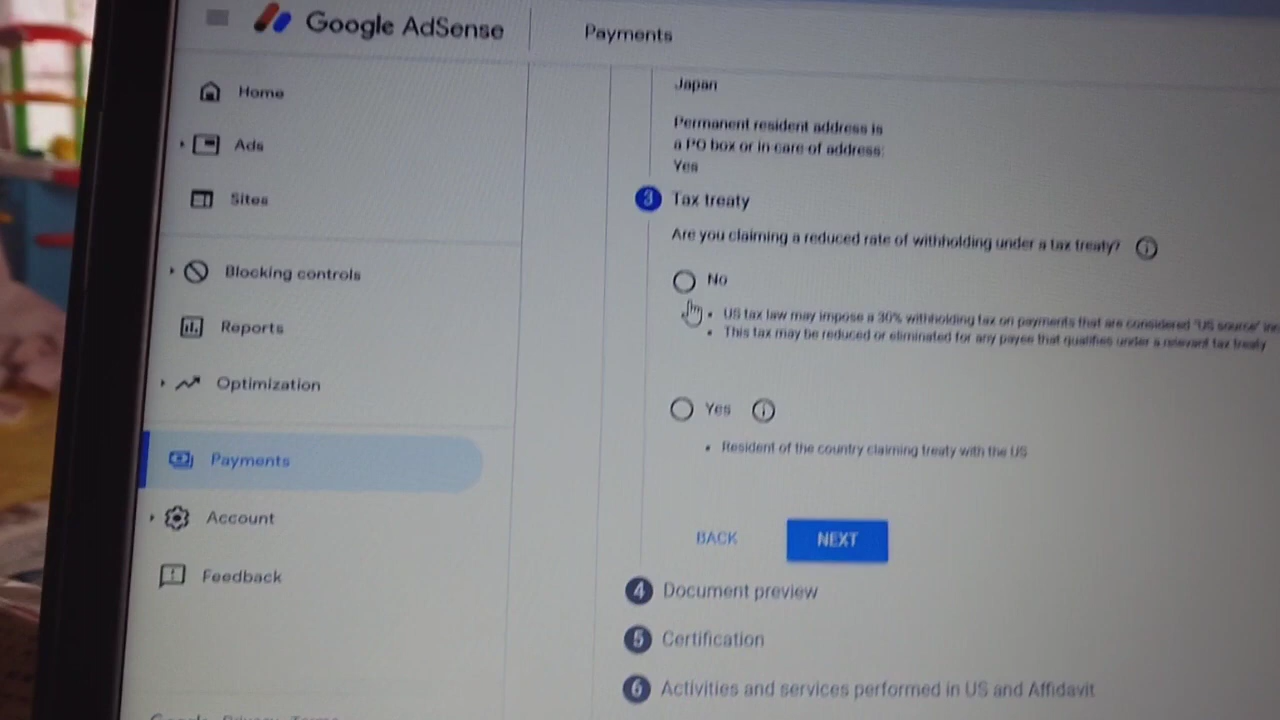 Google AdSense
Payments
Home
Ads
Sites
Blocking controls
Reports
Optimization
Payments
Account
Feedback
Japan
Permanent resident address is
a PO box or in care of address:
Yes
3 Tax treaty
Are you claiming a reduced rate of withholding under a tax treaty?
No
• US tax law may impose a 30% withholding tax on payments that are considered "US source"
• This tax may be reduced or eliminated for any payee that qualifies under a relevant tax treaty
Yes
• Resident of the country claiming treaty with the US
BACK
NEXT
4 Document preview
5 Certification
6 Activities and services performed in US and Affidavit